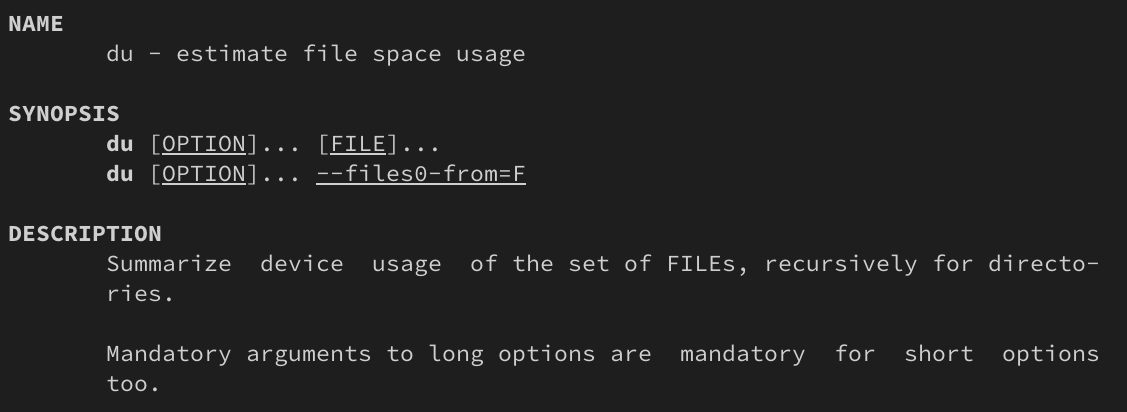 NAME
du - estimate file space usage
SYNOPSIS
du [OPTION]... [FILE]...
du [OPTION]... --files0-from=F
DESCRIPTION
Summarize device usage of the set of FILEs, recursively for directo-
ries.
Mandatory arguments to long options are mandatory for short options
too.